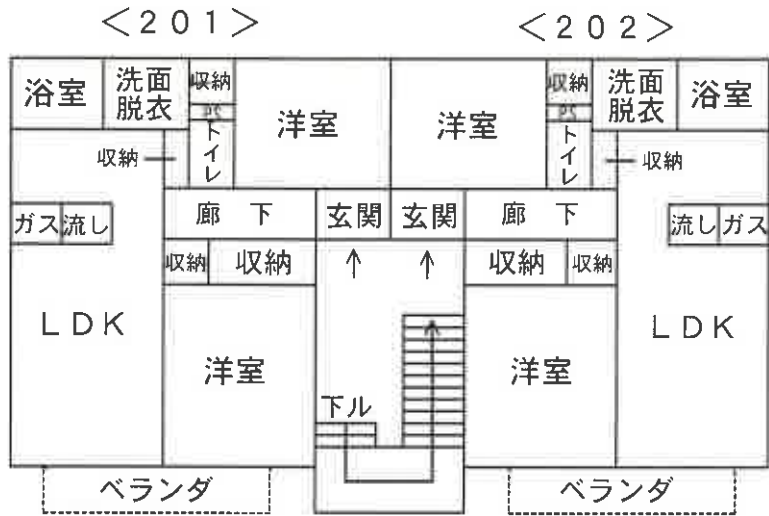 <201>
<202>
浴室
洗面
脱衣
収納
PS
トイレ
洋室
洋室
収納
PS
トイレ
洗面
脱衣
浴室
収納
収納
廊 下
玄関
玄関
廊 下
ガス
流し
流し
ガス
収納
収納
収納
収納
LDK
洋室
下ル
洋室
LDK
ベランダ
ベランダ